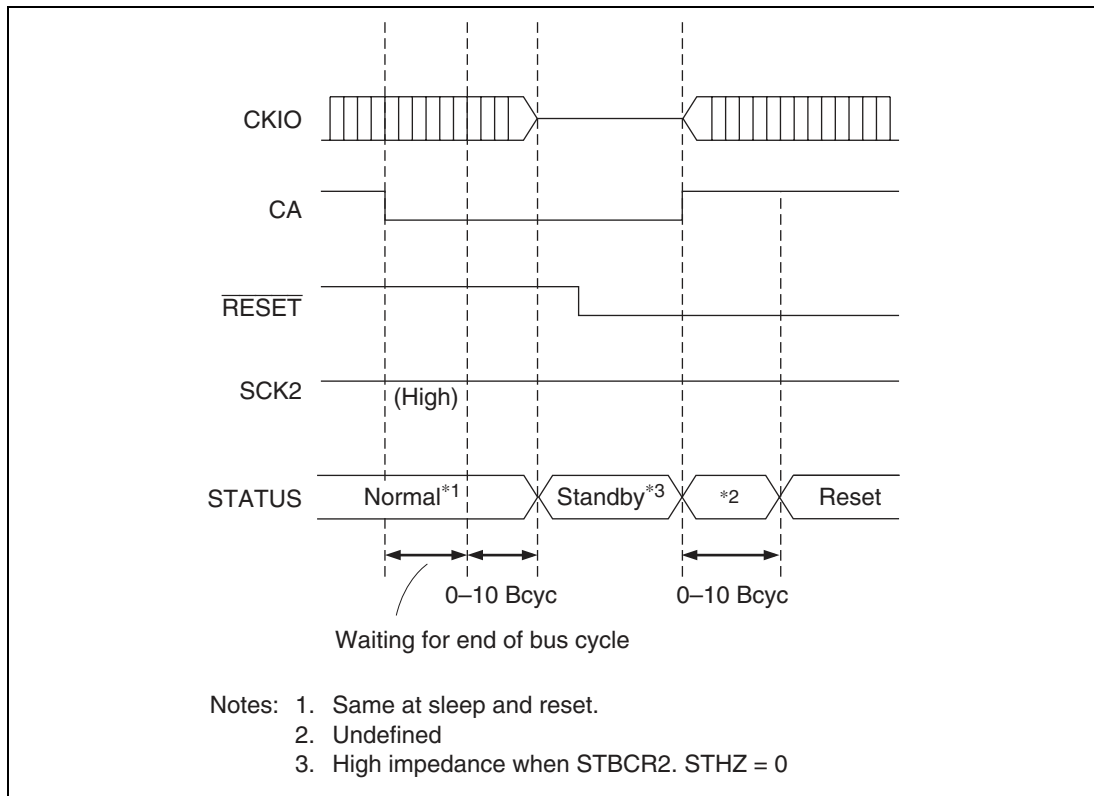 CKIO
CA
RESET
SCK2
(High)
STATUS
Normal*1
Standby*3
*2
Reset
0–10 Bcyc
0–10 Bcyc
Waiting for end of bus cycle
Notes: 1. Same at sleep and reset.
2. Undefined
3. High impedance when STBCR2. STHZ = 0